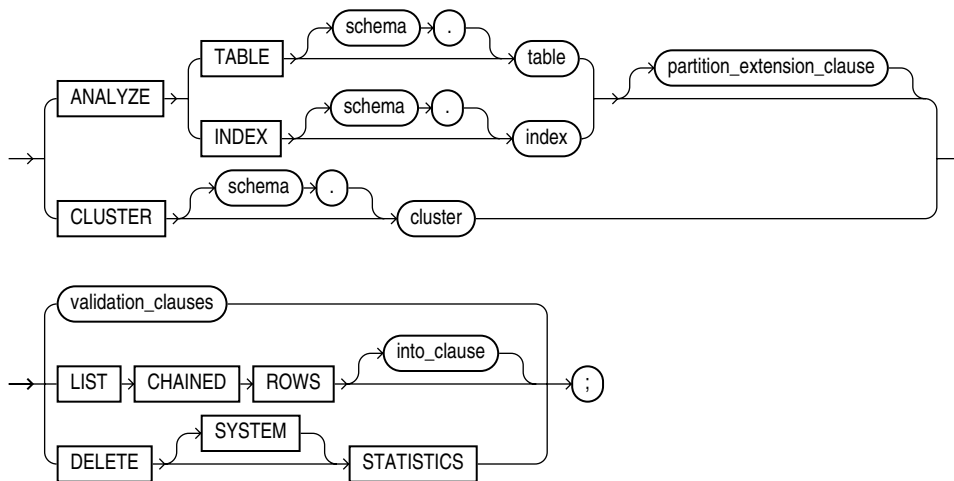 schema .
TABLE table
partition_extension_clause
ANALYZE
schema .
INDEX index
schema .
CLUSTER cluster
validation_clauses
into_clause
LIST CHAINED ROWS ;
SYSTEM
DELETE STATISTICS